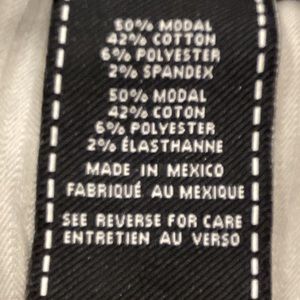 50% MODAL
42% COTTON
6% POLYESTER
2% SPANDEX
50% MODAL
42% COTON
6% POLYESTER
2% ÉLASTHANNE
MADE IN MEXICO
FABRIQUÉ AU MEXIQUE
SEE REVERSE FOR CARE
ENTRETIEN AU VERSO